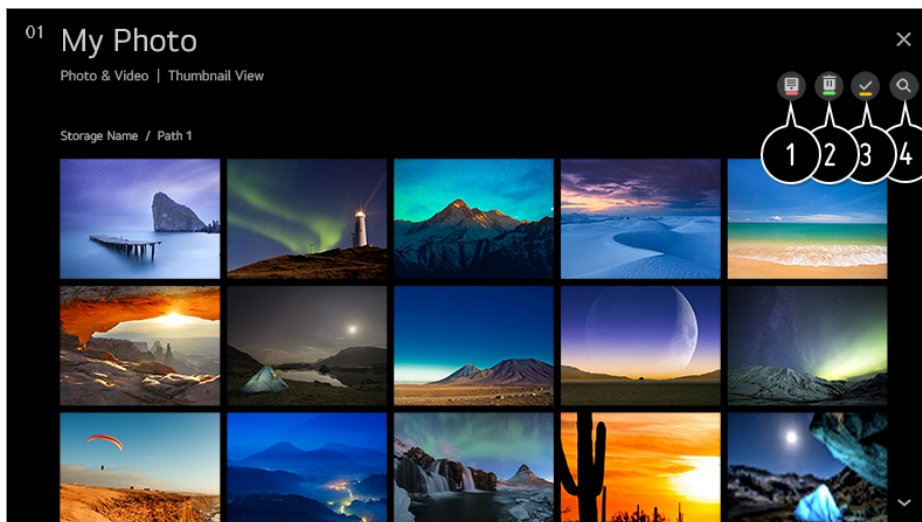 01
My Photo
Photo & Video | Thumbnail View
Storage Name / Path 1
1 2 3 4